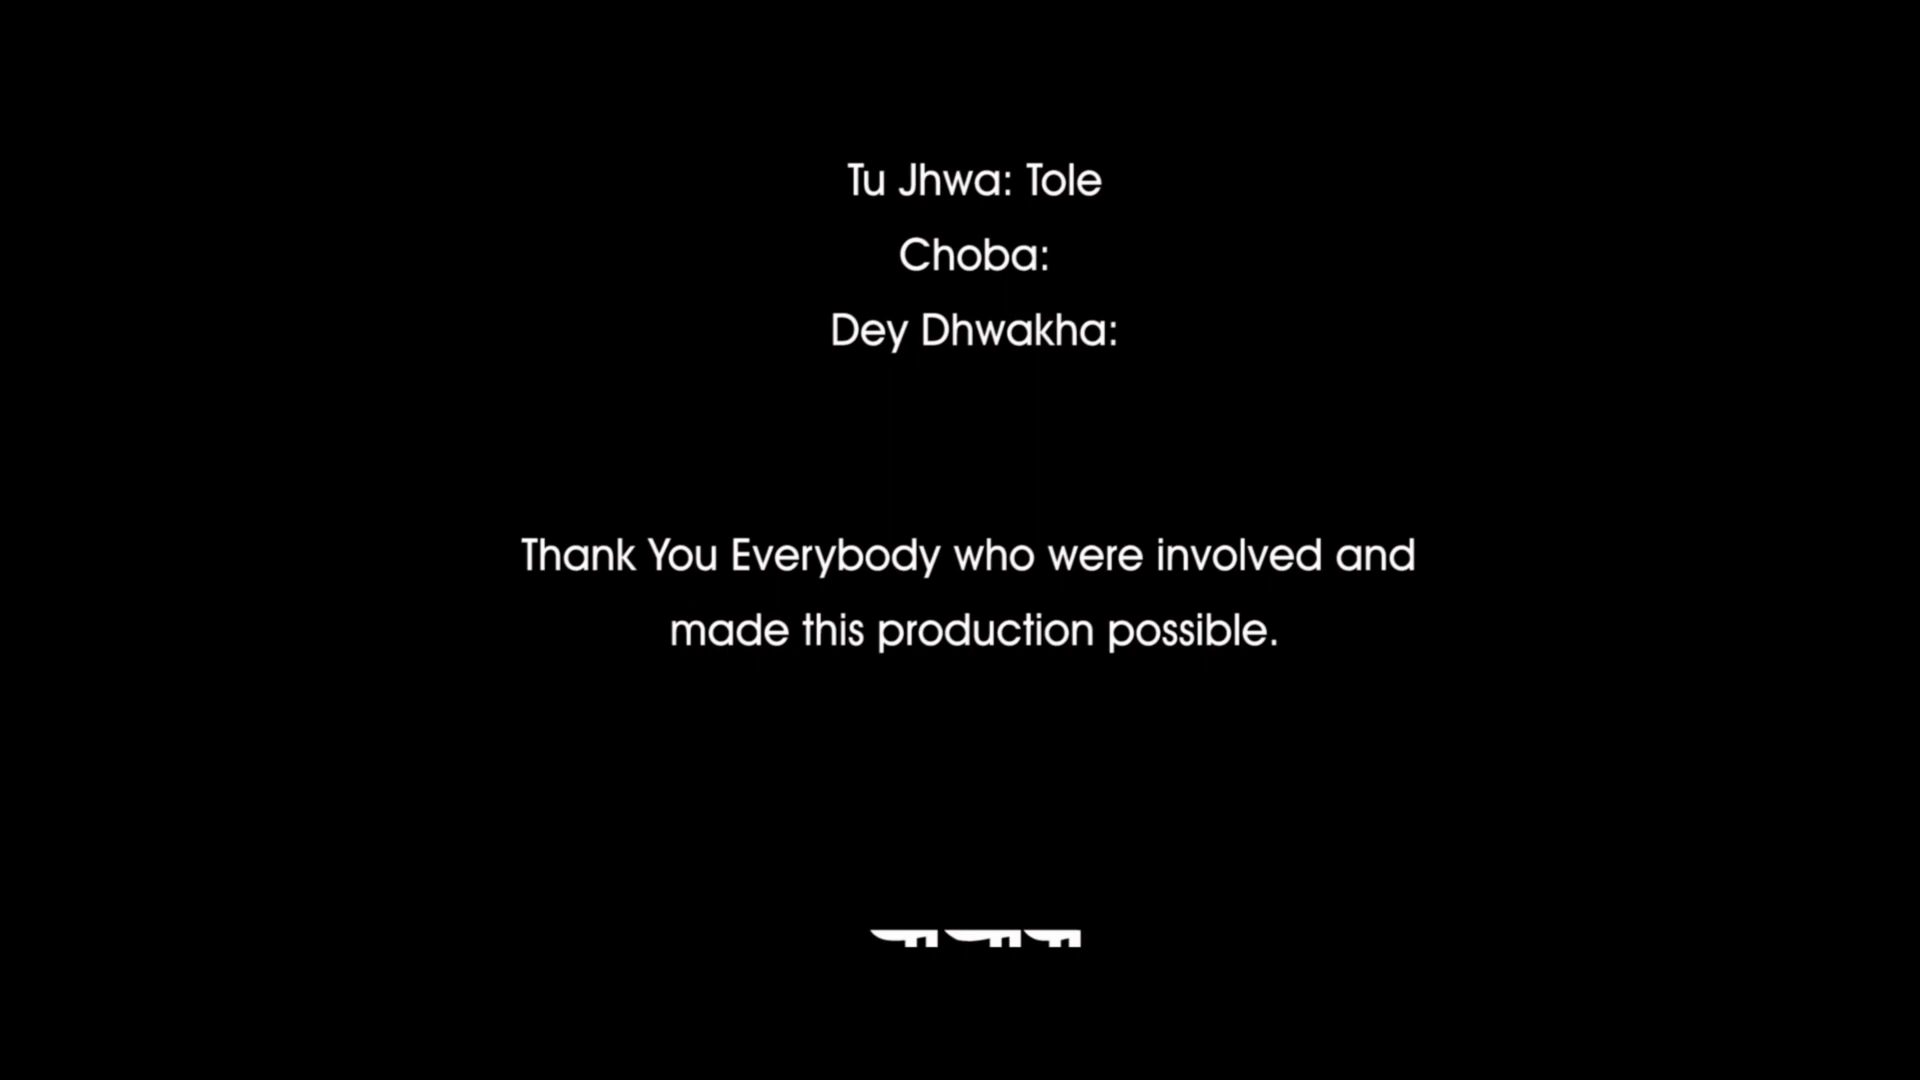 Tu Jhwa: Tole
Choba:
Dey Dhwakha:
Thank You Everybody who were involved and
made this production possible.